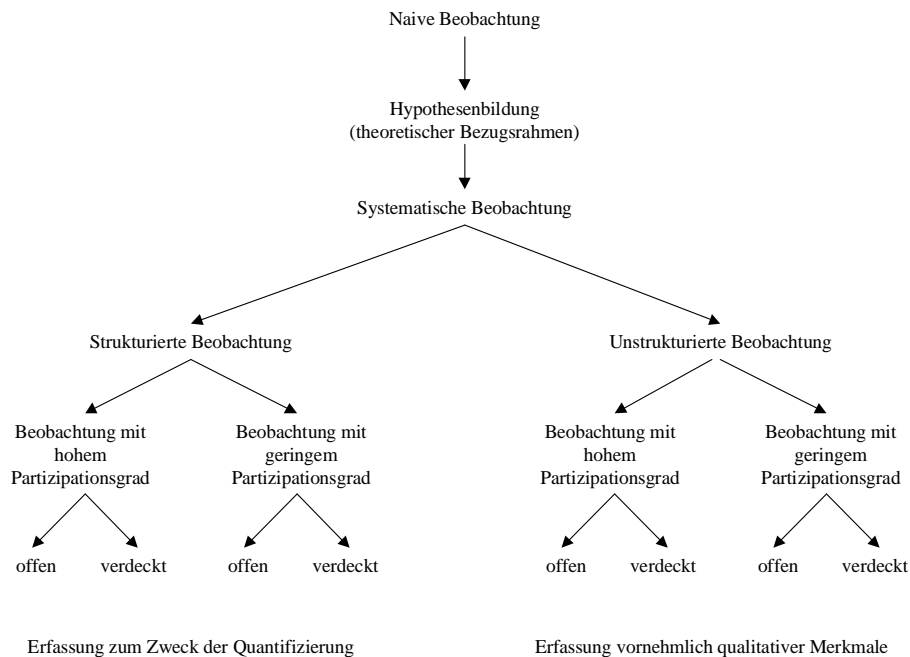 Naive Beobachtung
Hypothesenbildung
(theoretischer Bezugsrahmen)
Systematische Beobachtung
Strukturierte Beobachtung
Unstrukturierte Beobachtung
Beobachtung mit
hohem
Partizipationsgrad
Beobachtung mit
geringem
Partizipationsgrad
Beobachtung mit
hohem
Partizipationsgrad
Beobachtung mit
geringem
Partizipationsgrad
offen
verdeckt
offen
verdeckt
offen
verdeckt
offen
verdeckt
Erfassung zum Zweck der Quantifizierung
Erfassung vornehmlich qualitativer Merkmale